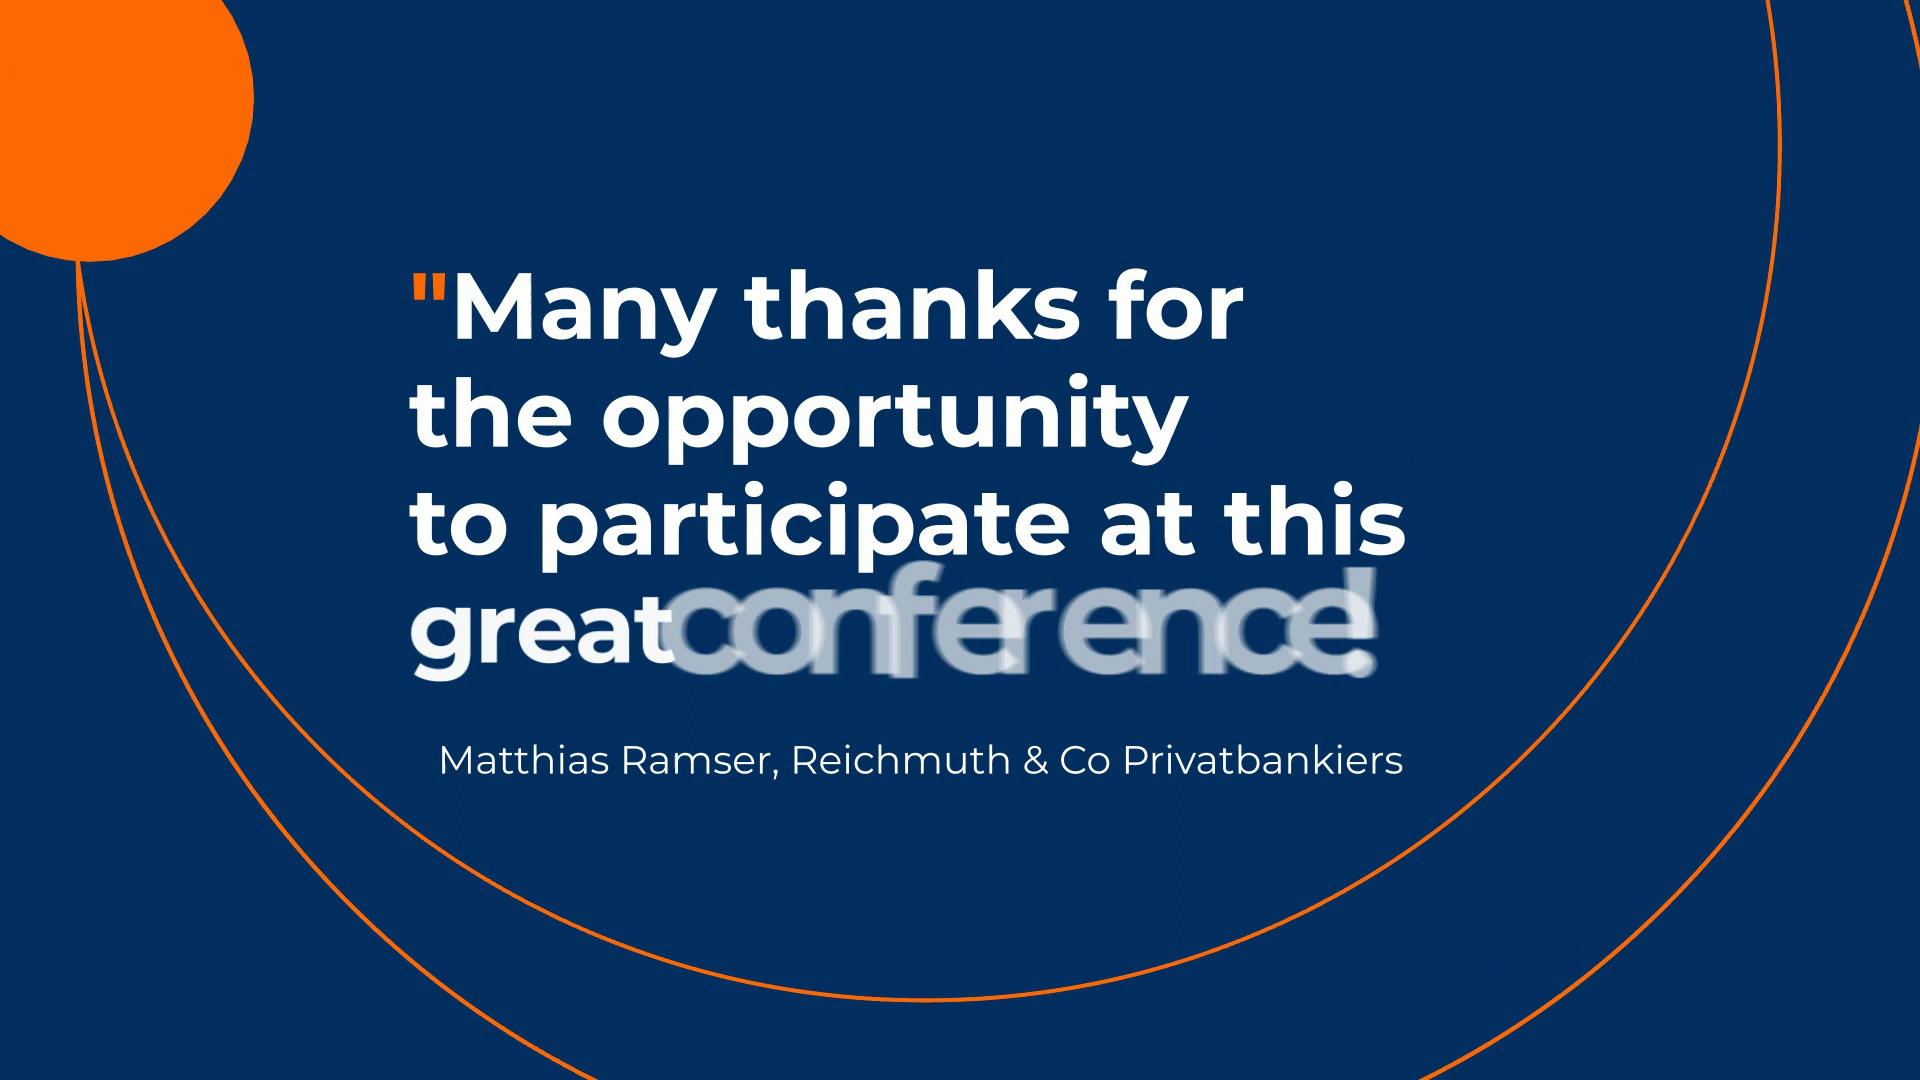 "Many thanks for
the opportunity
to participate at this
great conference!
Matthias Ramser, Reichmuth & Co Privatbankiers